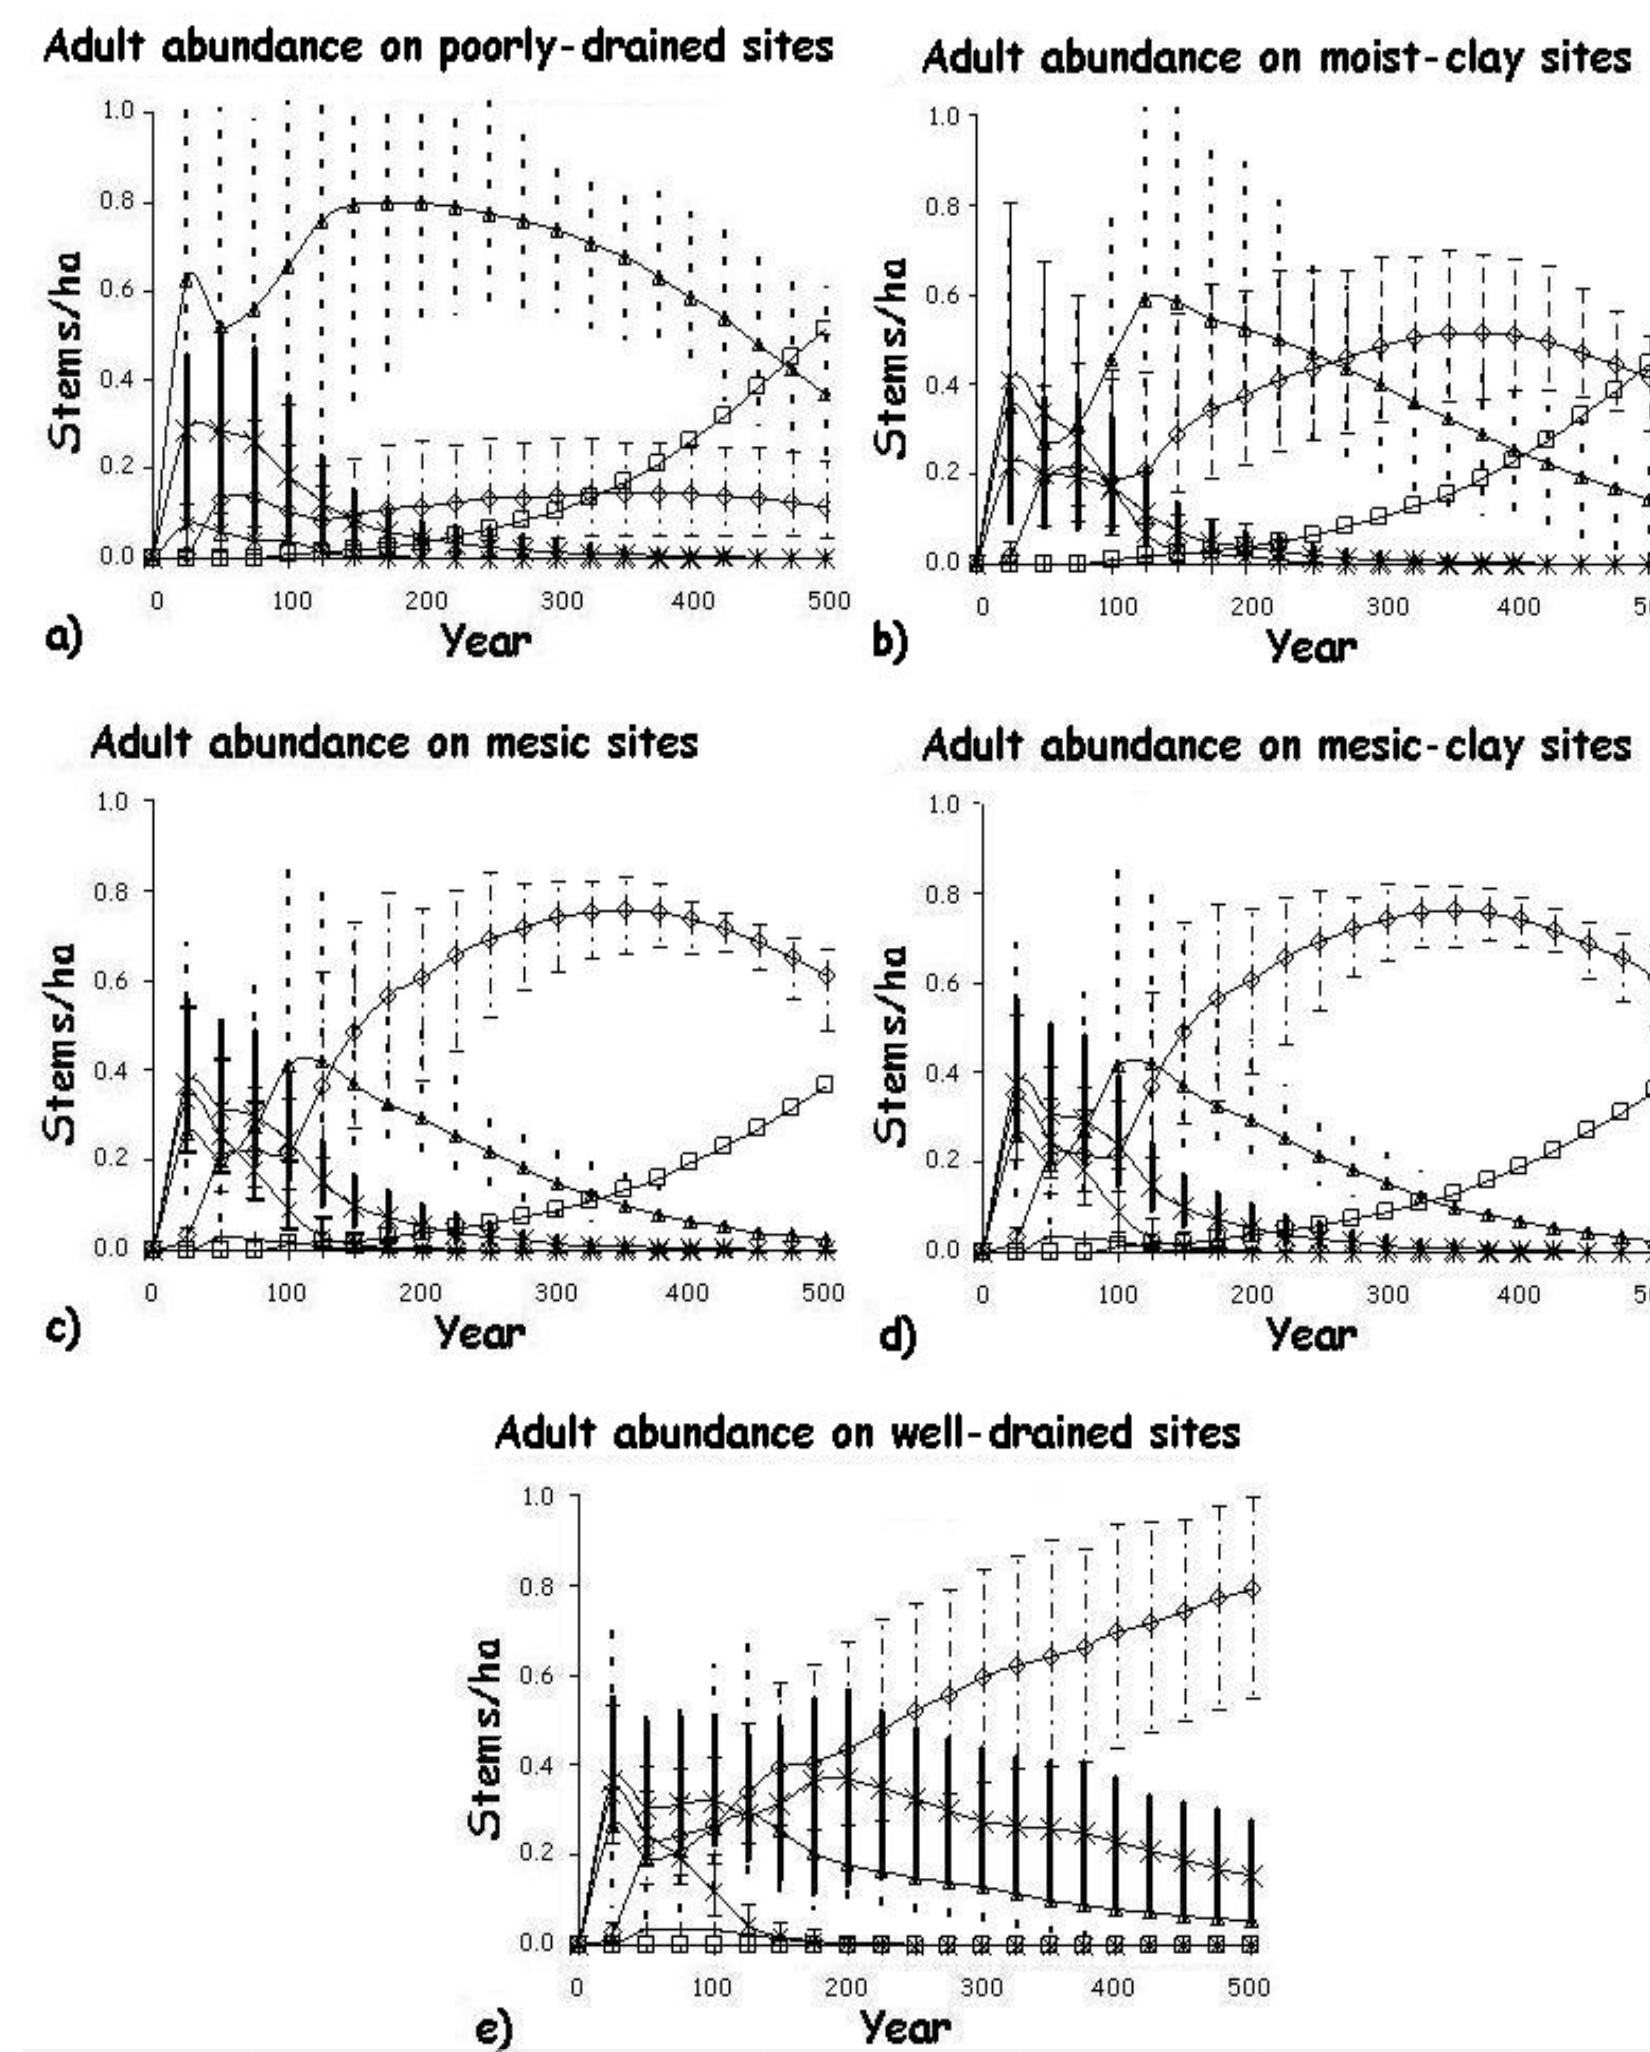 Adult abundance on poorly-drained sites
1.0
0.8
0.6
0.4
0.2
0.0
Stems/ha
0 100 200 300 400 500
Year
a)
Adult abundance on moist-clay sites
1.0
0.8
0.6
0.4
0.2
0.0
Stems/ha
0 100 200 300 400
Year
b)
Adult abundance on mesic sites
1.0
0.8
0.6
0.4
0.2
0.0
Stems/ha
0 100 200 300 400 500
Year
c)
Adult abundance on mesic-clay sites
1.0
0.8
0.6
0.4
0.2
0.0
Stems/ha
0 100 200 300 400
Year
d)
Adult abundance on well-drained sites
1.0
0.8
0.6
0.4
0.2
0.0
Stems/ha
0 100 200 300 400 500
Year
e)